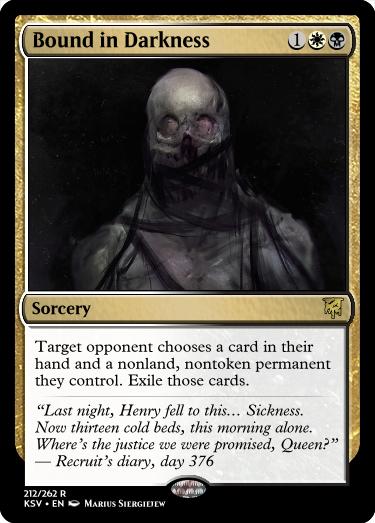 Bound in Darkness 1
Sorcery
Target opponent chooses a card in their
hand and a nonland, nontoken permanent
they control. Exile those cards.
“Last night, Henry fell to this… Sickness.
Now thirteen cold beds, this morning alone.
Where's the justice we were promised, Queen?”
— Recruit's diary, day 376
212/262 R
KSV • EN Marius Siergiejew